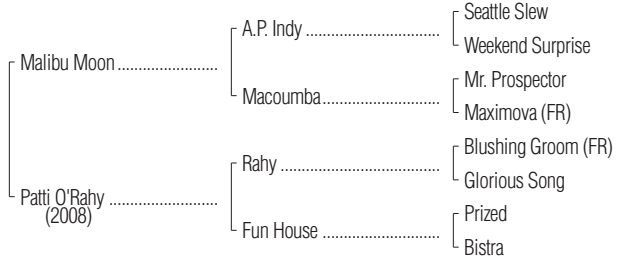 Seattle Slew
A.P. Indy ........................
Weekend Surprise
Malibu Moon ........................
Mr. Prospector
Macoumba ........................
Maximova (FR)
Blushing Groom (FR)
Rahy ........................
Glorious Song
Patti O'Rahy ........................
(2008)
Prized
Fun House ........................
Bistra